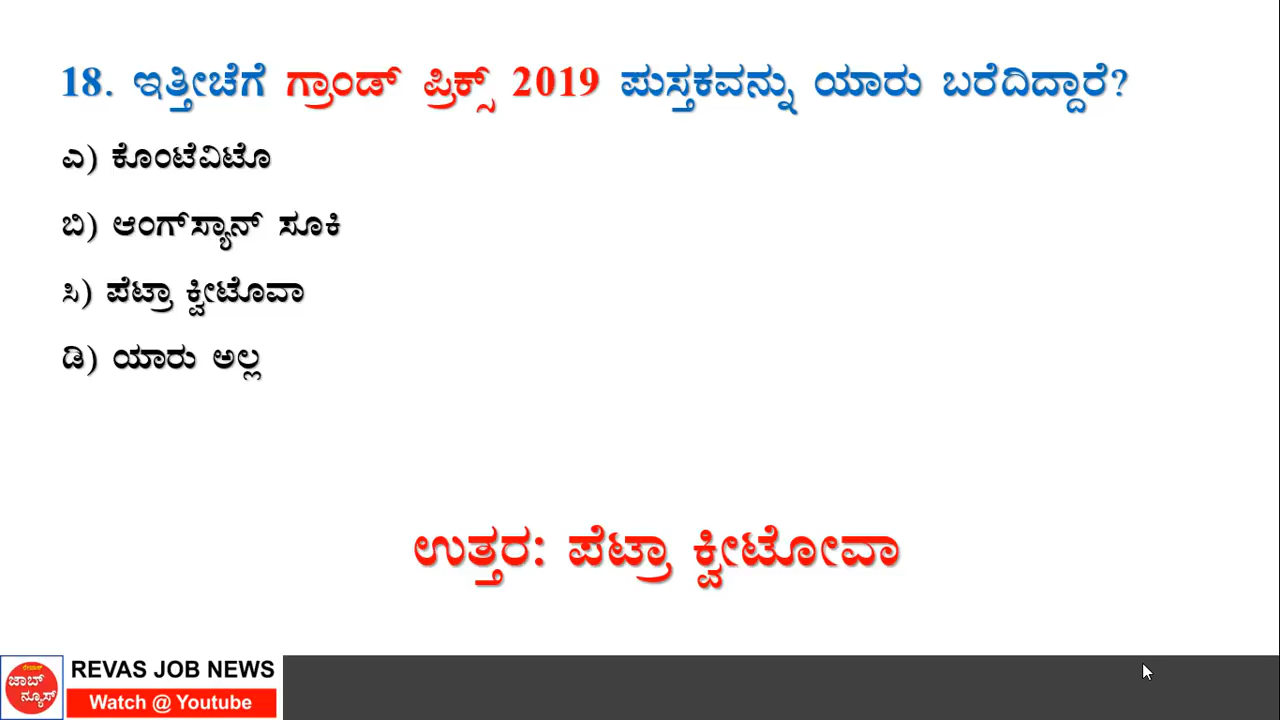 18. ಇತ್ತೀಚೆಗೆ ಗ್ರಾಂಡ್ ಪ್ರಿಕ್ಸ್ 2019 ಪುಸ್ತಕವನ್ನು ಯಾರು ಬರೆದಿದ್ದಾರೆ?
ಎ) ಕೊಂಟೆವಿಟೊ
ಬಿ) ಆಂಗ್‌ಸ್ಯಾನ್ ಸೂಕಿ
ಸಿ) ಪೆಟ್ರಾ ಕ್ವೀಟೊವಾ
ಡಿ) ಯಾರು ಅಲ್ಲ
ಉತ್ತರ: ಪೆಟ್ರಾ ಕ್ವೀಟೋವಾ
ರೇವಾಸ್
ಜಾಬ್
ನ್ಯೂಸ್
REVAS JOB NEWS
Watch @ Youtube